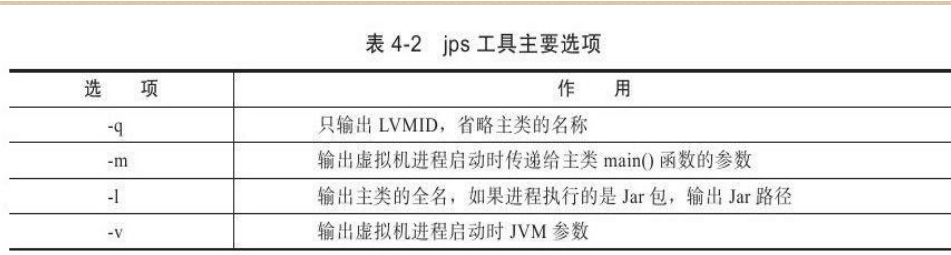 表 4-2 jps 工具主要选项
选 项 作 用
-q 只输出 LVMID，省略主类的名称
-m 输出虚拟机进程启动时传递给主类 main() 函数的参数
-l 输出主类的全名，如果进程执行的是 Jar 包，输出 Jar 路径
-v 输出虚拟机进程启动时 JVM 参数